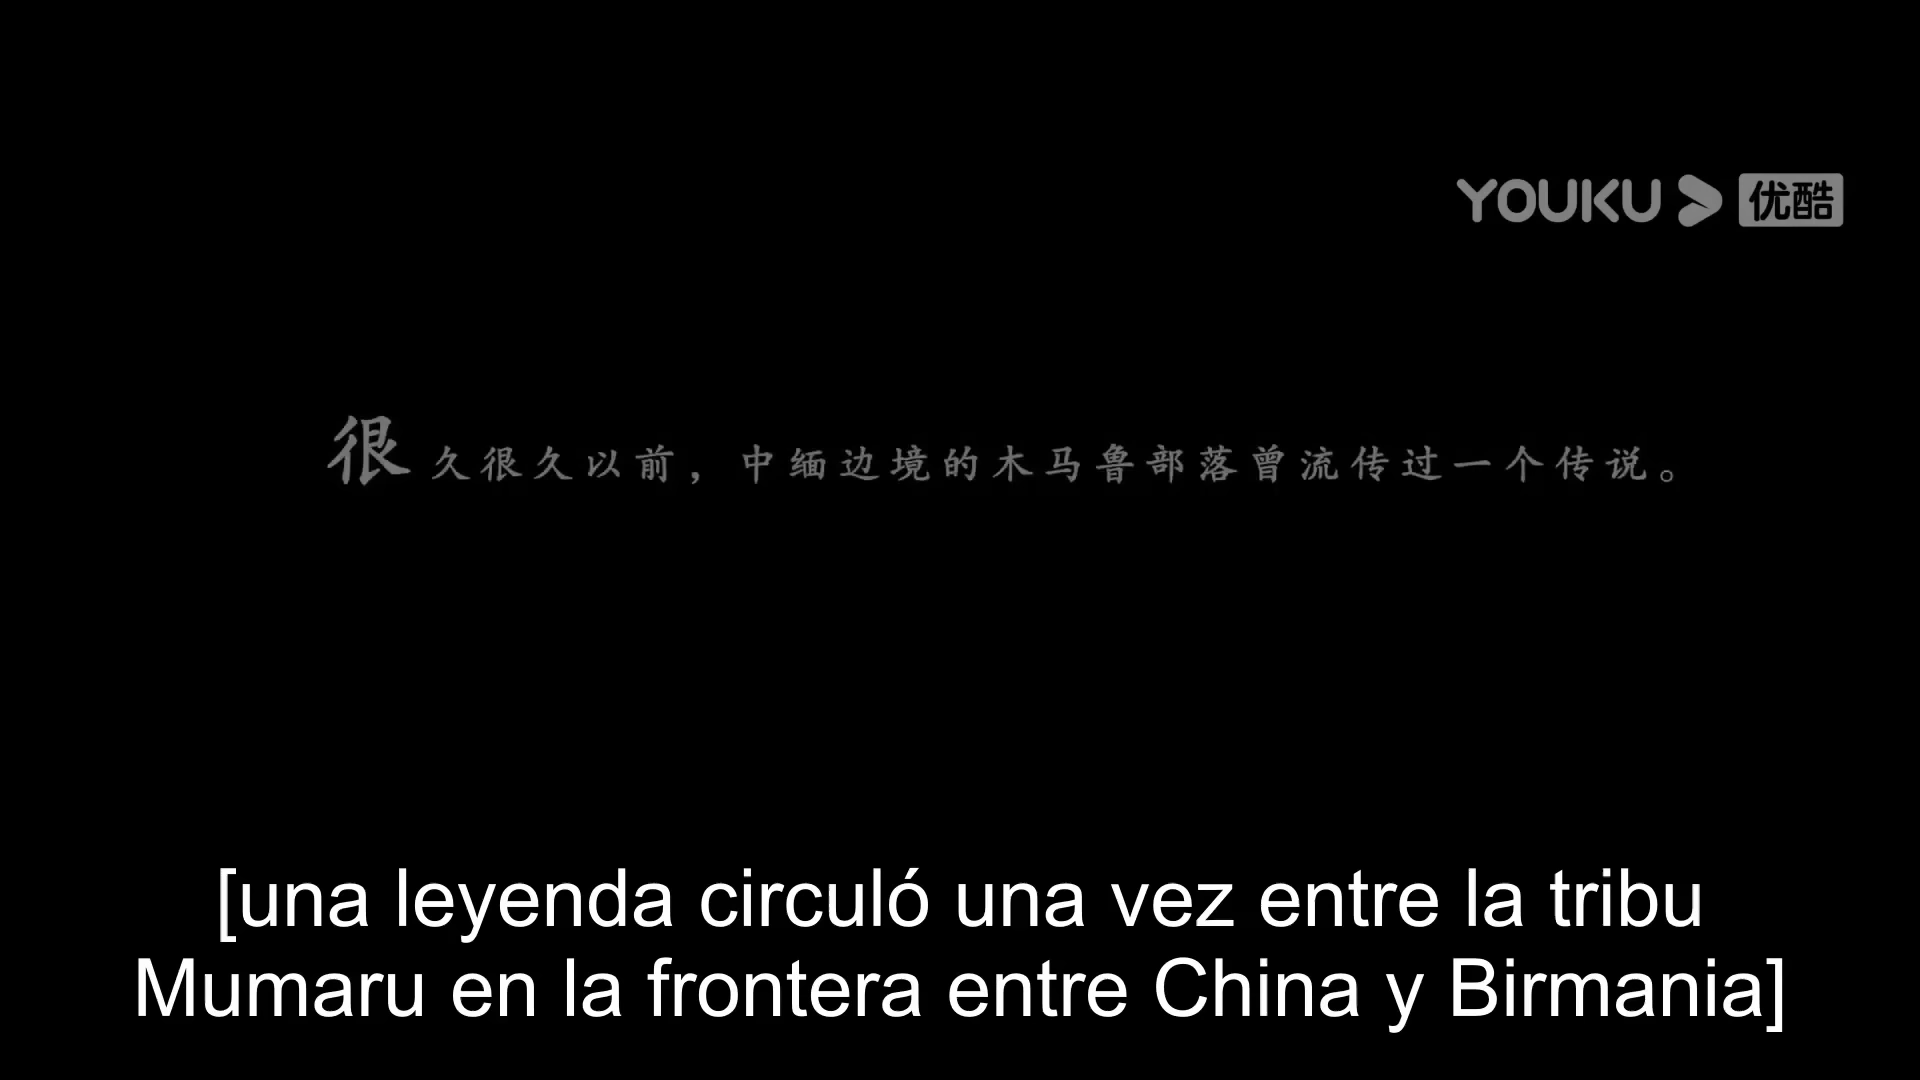 YOUKU 优酷
很久很久以前，中缅边境的木马鲁部落曾流传过一个传说。
[una leyenda circuló una vez entre la tribu
Mumaru en la frontera entre China y Birmania]